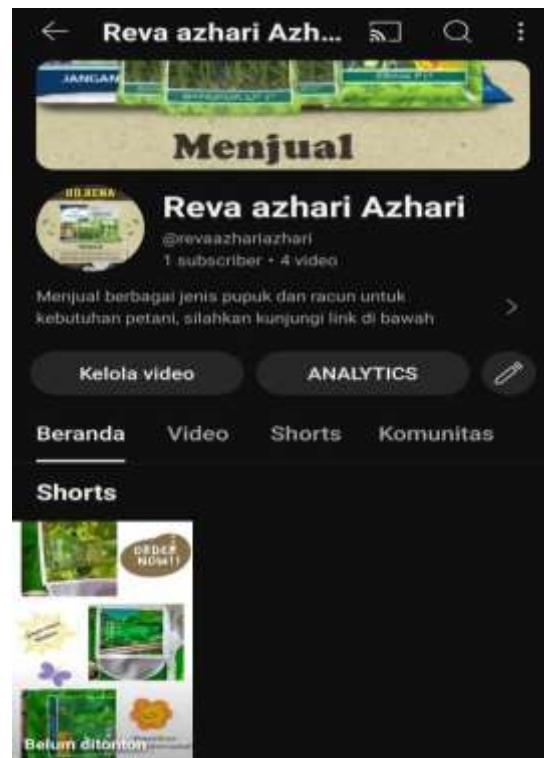 Reva azhari Azh...
JANGAN
Menjual
Reva azhari Azhari
@revaazhariazhari
1 subscriber • 4 video
Menjual berbagai jenis pupuk dan racun untuk
kebutuhan petani, silahkan kunjungi link di bawah
Kelola video
ANALYTICS
Beranda
Video
Shorts
Komunitas
Shorts
ORDER
NOW!!
Belum ditonton